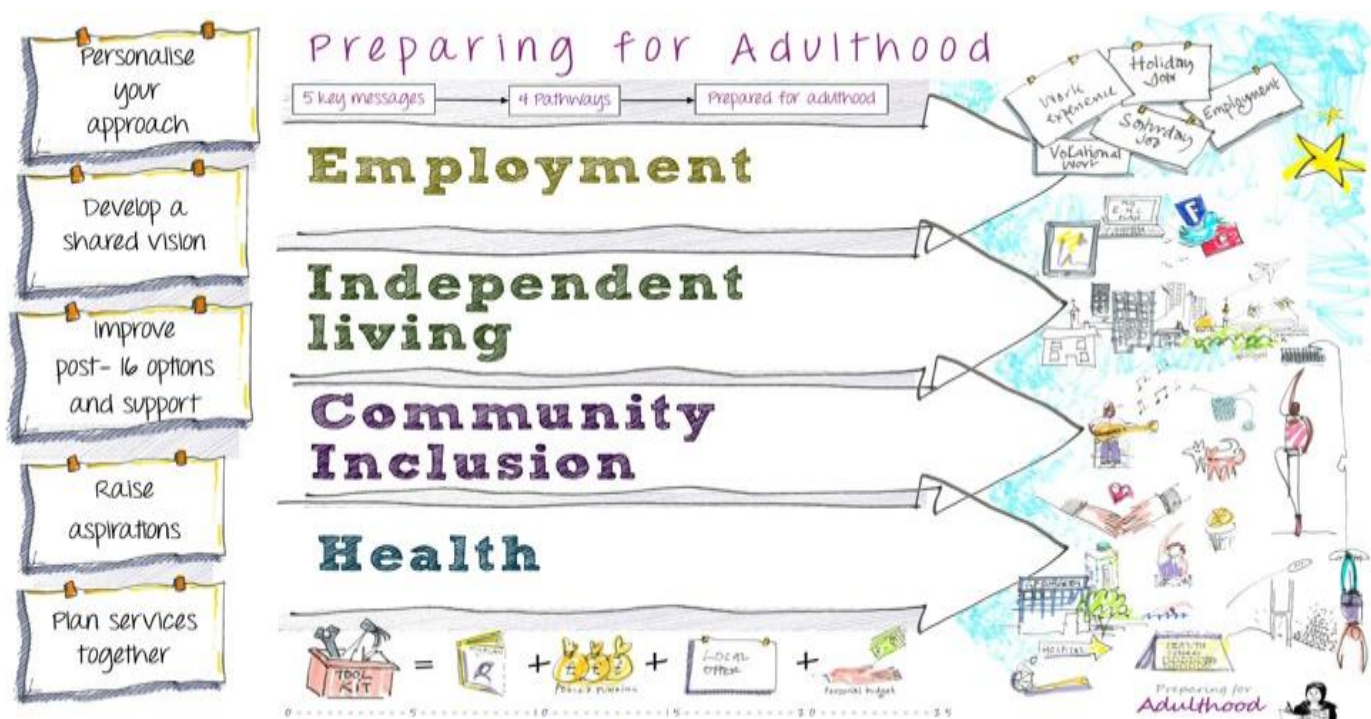 Preparing for Adulthood
5 key messages
4 Pathways
Prepared for adulthood
Personalise
your
approach
Develop a
shared vision
Improve
post-16 options
and support
Raise
aspirations
Plan services
together
Employment
Independent
living
Community
Inclusion
Health
Work
Experience
Holiday
Job
Employment
Saturday
Job
Vocational
Work
TOOL
KIT
=
+
+
LOCAL
OFFER
+
Personal Budget
HOSPITAL
0 5 10 15 20 25
Preparing for
Adulthood